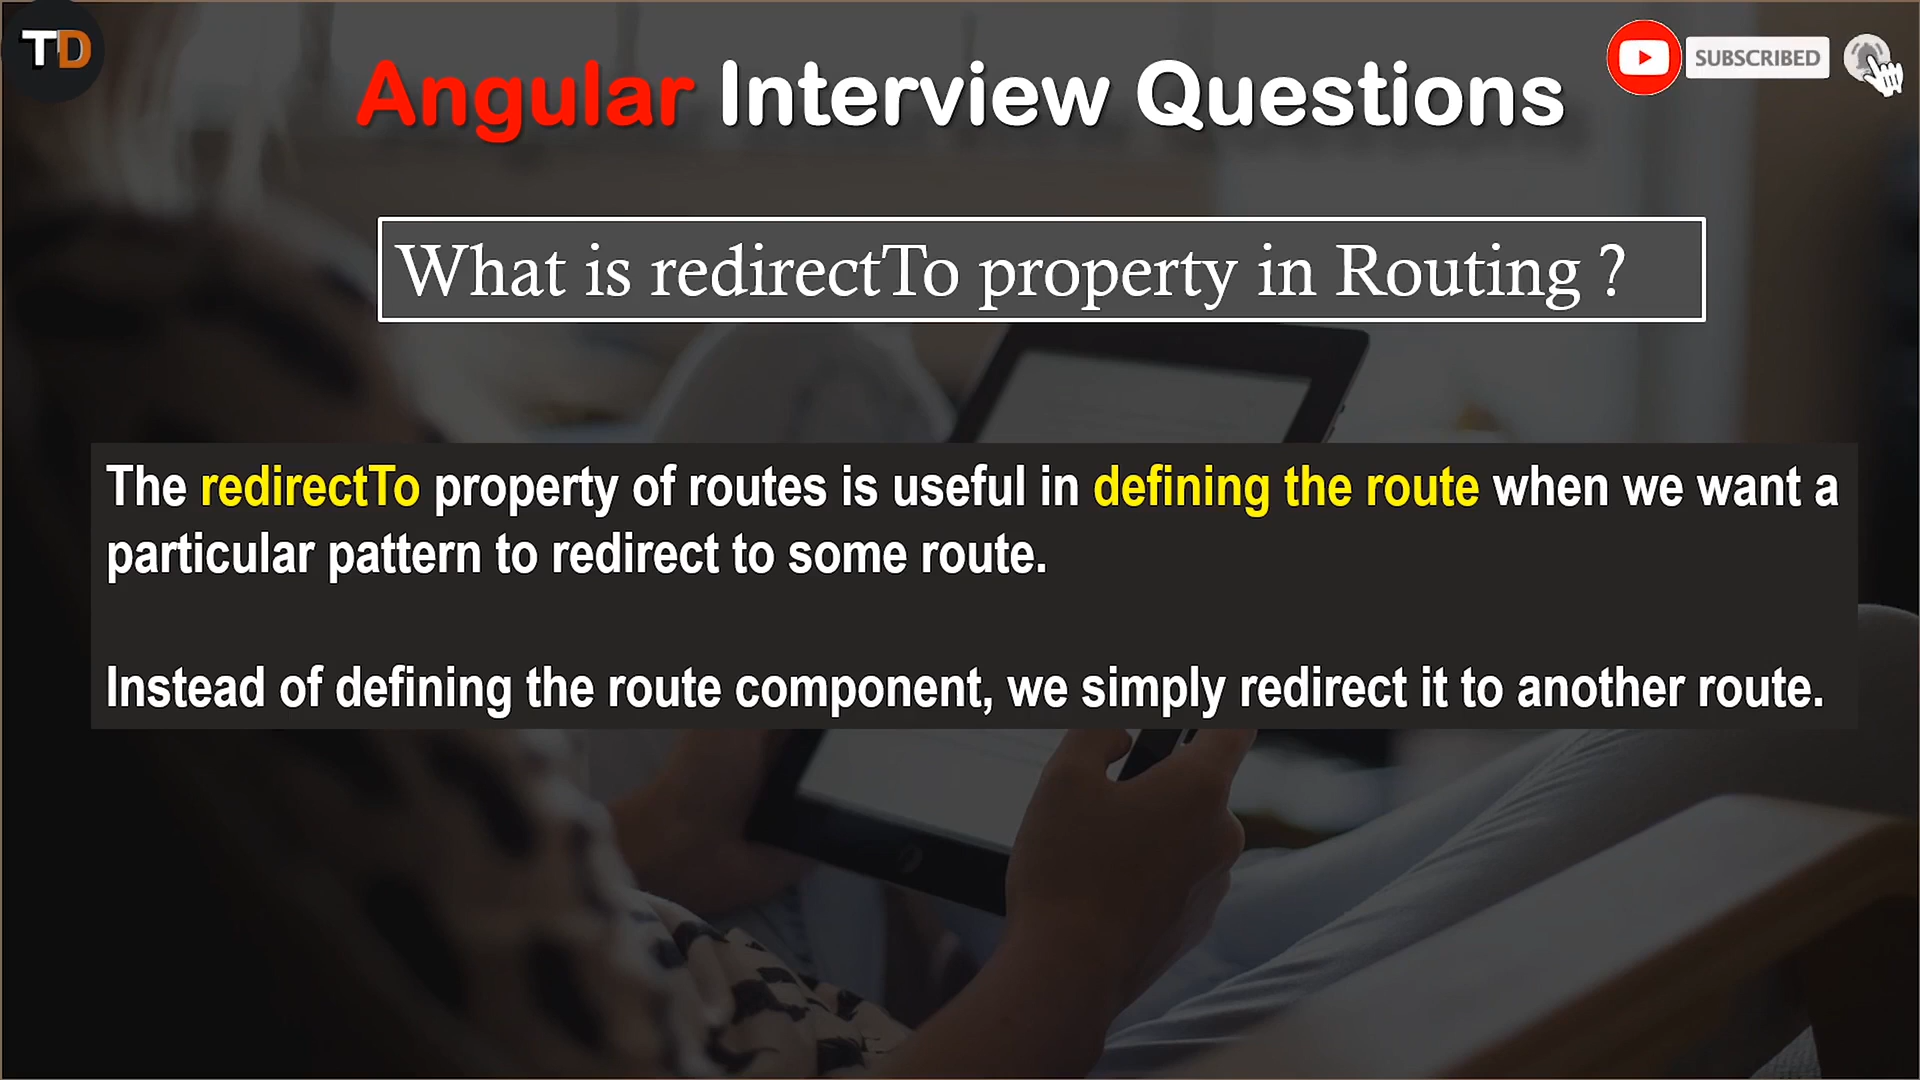 TD
Angular Interview Questions
SUBSCRIBED
What is redirectTo property in Routing ?
The redirectTo property of routes is useful in defining the route when we want a
particular pattern to redirect to some route.
Instead of defining the route component, we simply redirect it to another route.